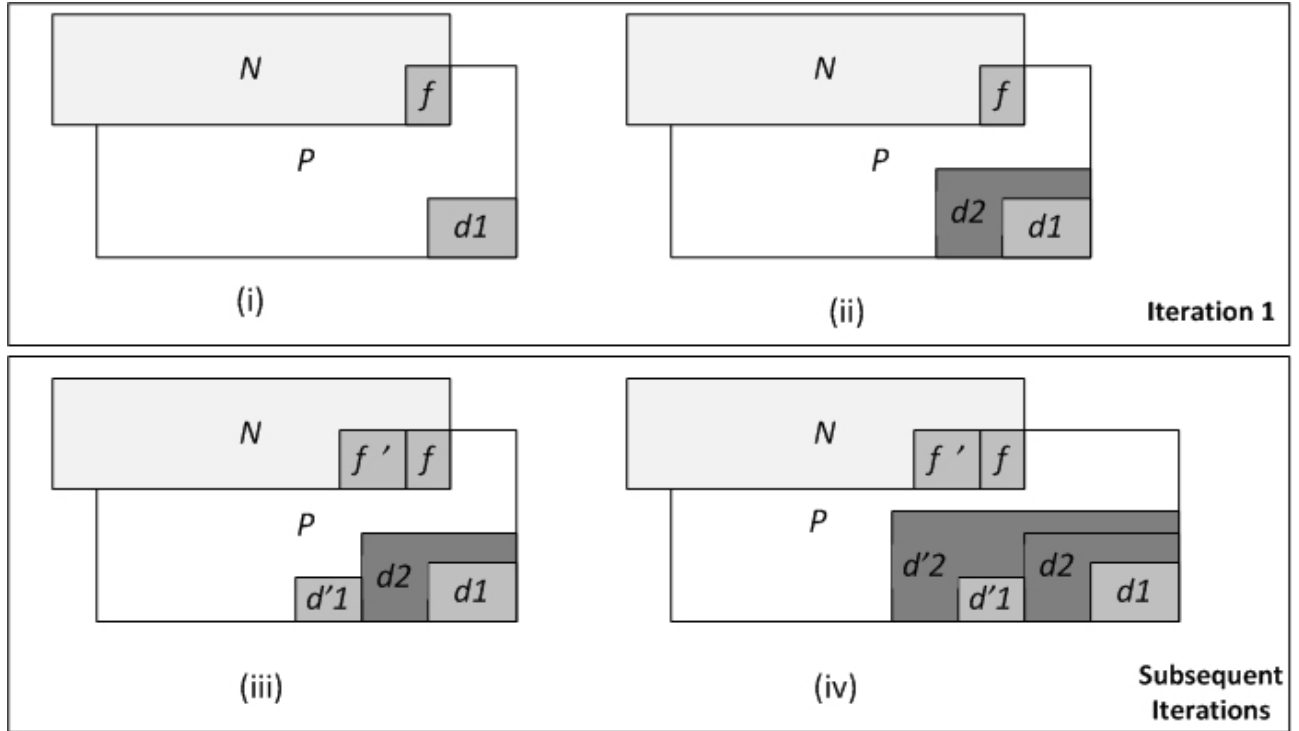 N
f
P
d1
(i)
N
f
P
d2
d1
(ii)
Iteration 1
N
f ' f
P
d'1
d2
d1
(iii)
N
f ' f
P
d'2
d'1
d2
d1
(iv)
Subsequent
Iterations